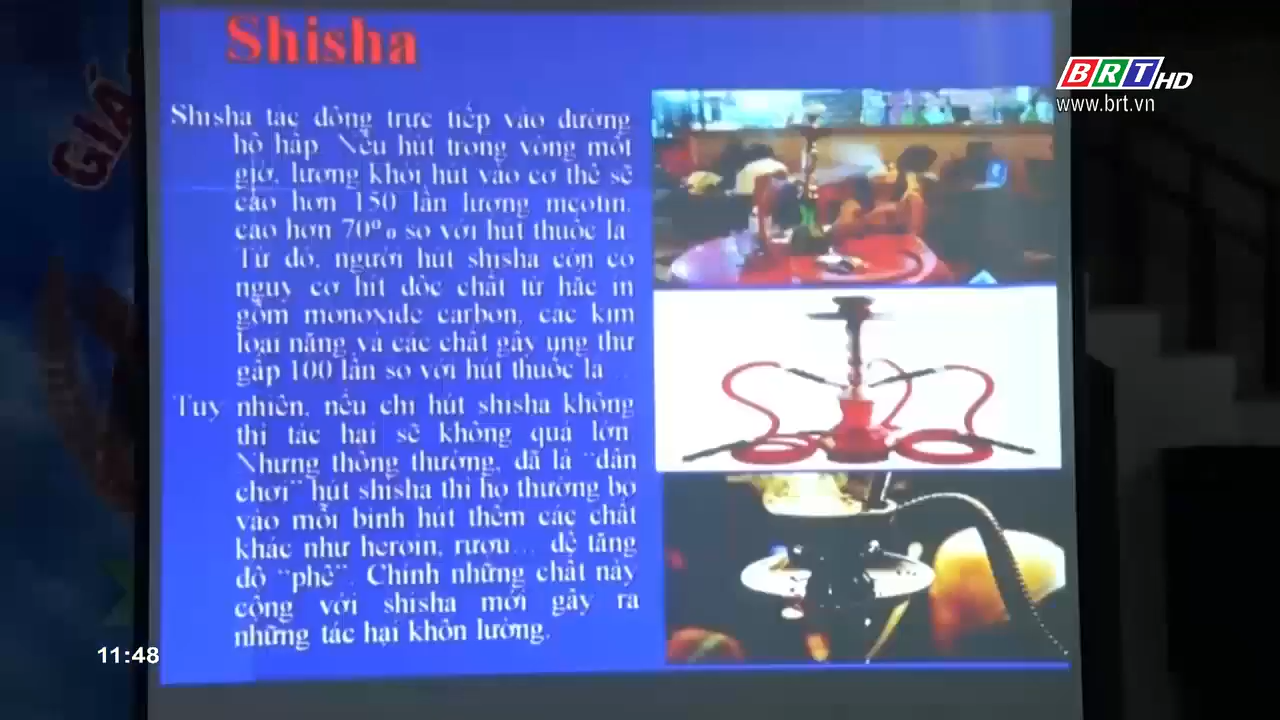 Shisha
BRT HD
www.brt.vn
GIÁ
Shisha tác động trực tiếp vào đường
hô hấp. Nếu hút trong vòng một
giờ, lượng khói hút vào cơ thể sẽ
cao hơn 150 lần lượng nicotin,
cao hơn 70% so với hút thuốc lá.
Từ đó, người hút shisha còn có
nguy cơ hít độc chất từ hắc ín
gồm monoxide carbon, các kim
loại nặng và các chất gây ung thư
gấp 100 lần so với hút thuốc lá...
Tuy nhiên, nếu chỉ hút shisha không
thì tác hại sẽ không quá lớn.
Nhưng thông thường, đã là "dân
chơi" hút shisha thì họ thường bỏ
vào mỗi bình hút thêm các chất
khác như heroin, rượu... để tăng
độ "phê". Chính những chất này
cộng với shisha mới gây ra
những tác hại khôn lường.
11:48